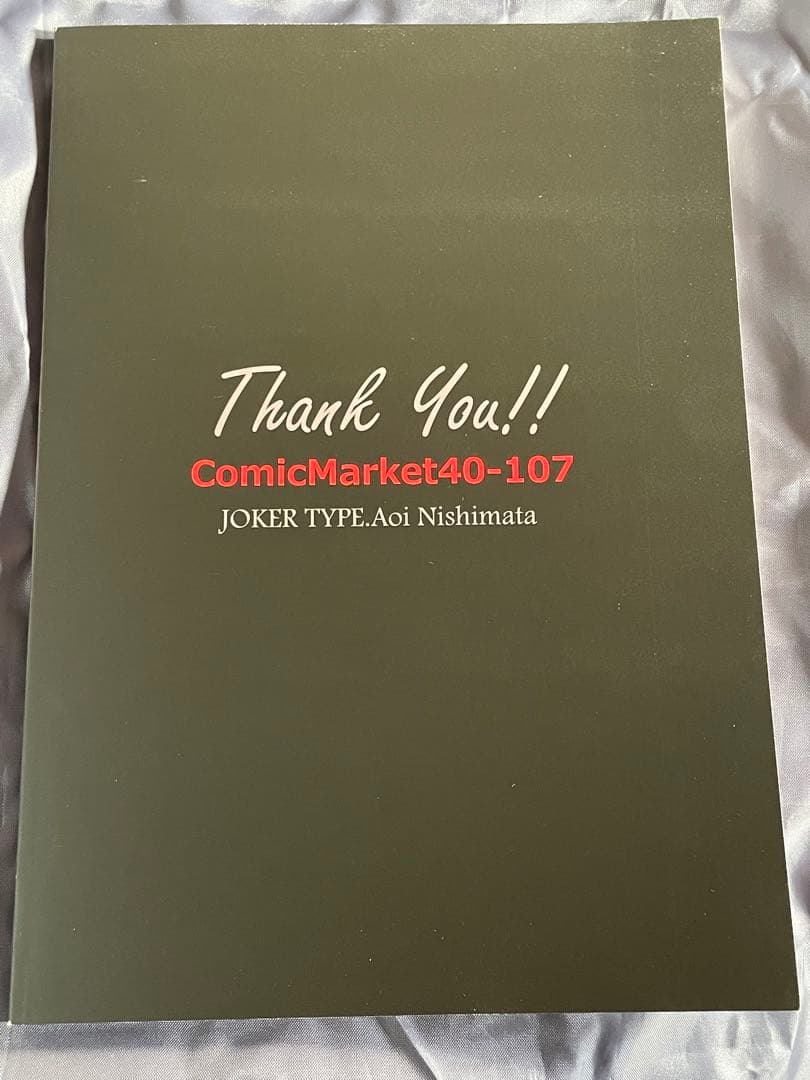 Thank You!!
ComicMarket40-107
JOKER TYPE.Aoi Nishimata